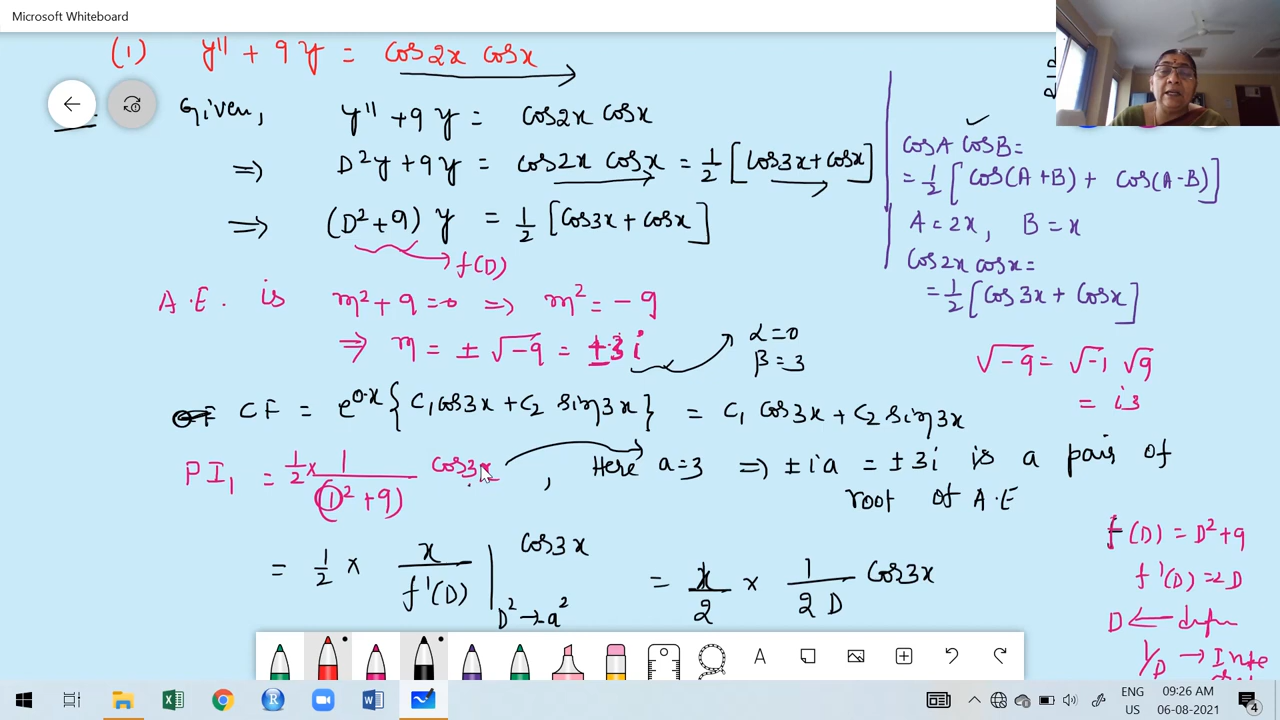 Microsoft Whiteboard
(1) y'' + 9y = cos2x cosx
Given, y'' + 9y = cos2x cosx
⇒ D²y + 9y = cos2x cosx = 1/2 [cos3x + cosx]
⇒ (D² + 9) y = 1/2 [cos3x + cosx]
f(D)
A.E. is m² + 9 = 0 ⇒ m² = -9
⇒ m = ± √-9 = ±3i
α = 0
β = 3
CF = e^0·x {c₁cos3x + c₂ sin3x} = c₁ cos3x + c₂ sin3x
PI₁ = 1/2 × 1/(D² + 9) cos3x , Here a=3 ⇒ ±ia = ±3i is a pair of
root of A.E
= 1/2 × x/f'(D) | D² → a² cos3x = x/2 × 1/2D cos3x
cosA cosB =
= 1/2 [cos(A+B) + cos(A-B)]
A = 2x, B = x
cos2x cosx =
= 1/2 [cos3x + cosx]
√-9 = √-1 √9
= i3
f(D) = D² + 9
f'(D) = 2D
D ←
1/D → Inte
A
ENG
US
09:26 AM
06-08-2021
4